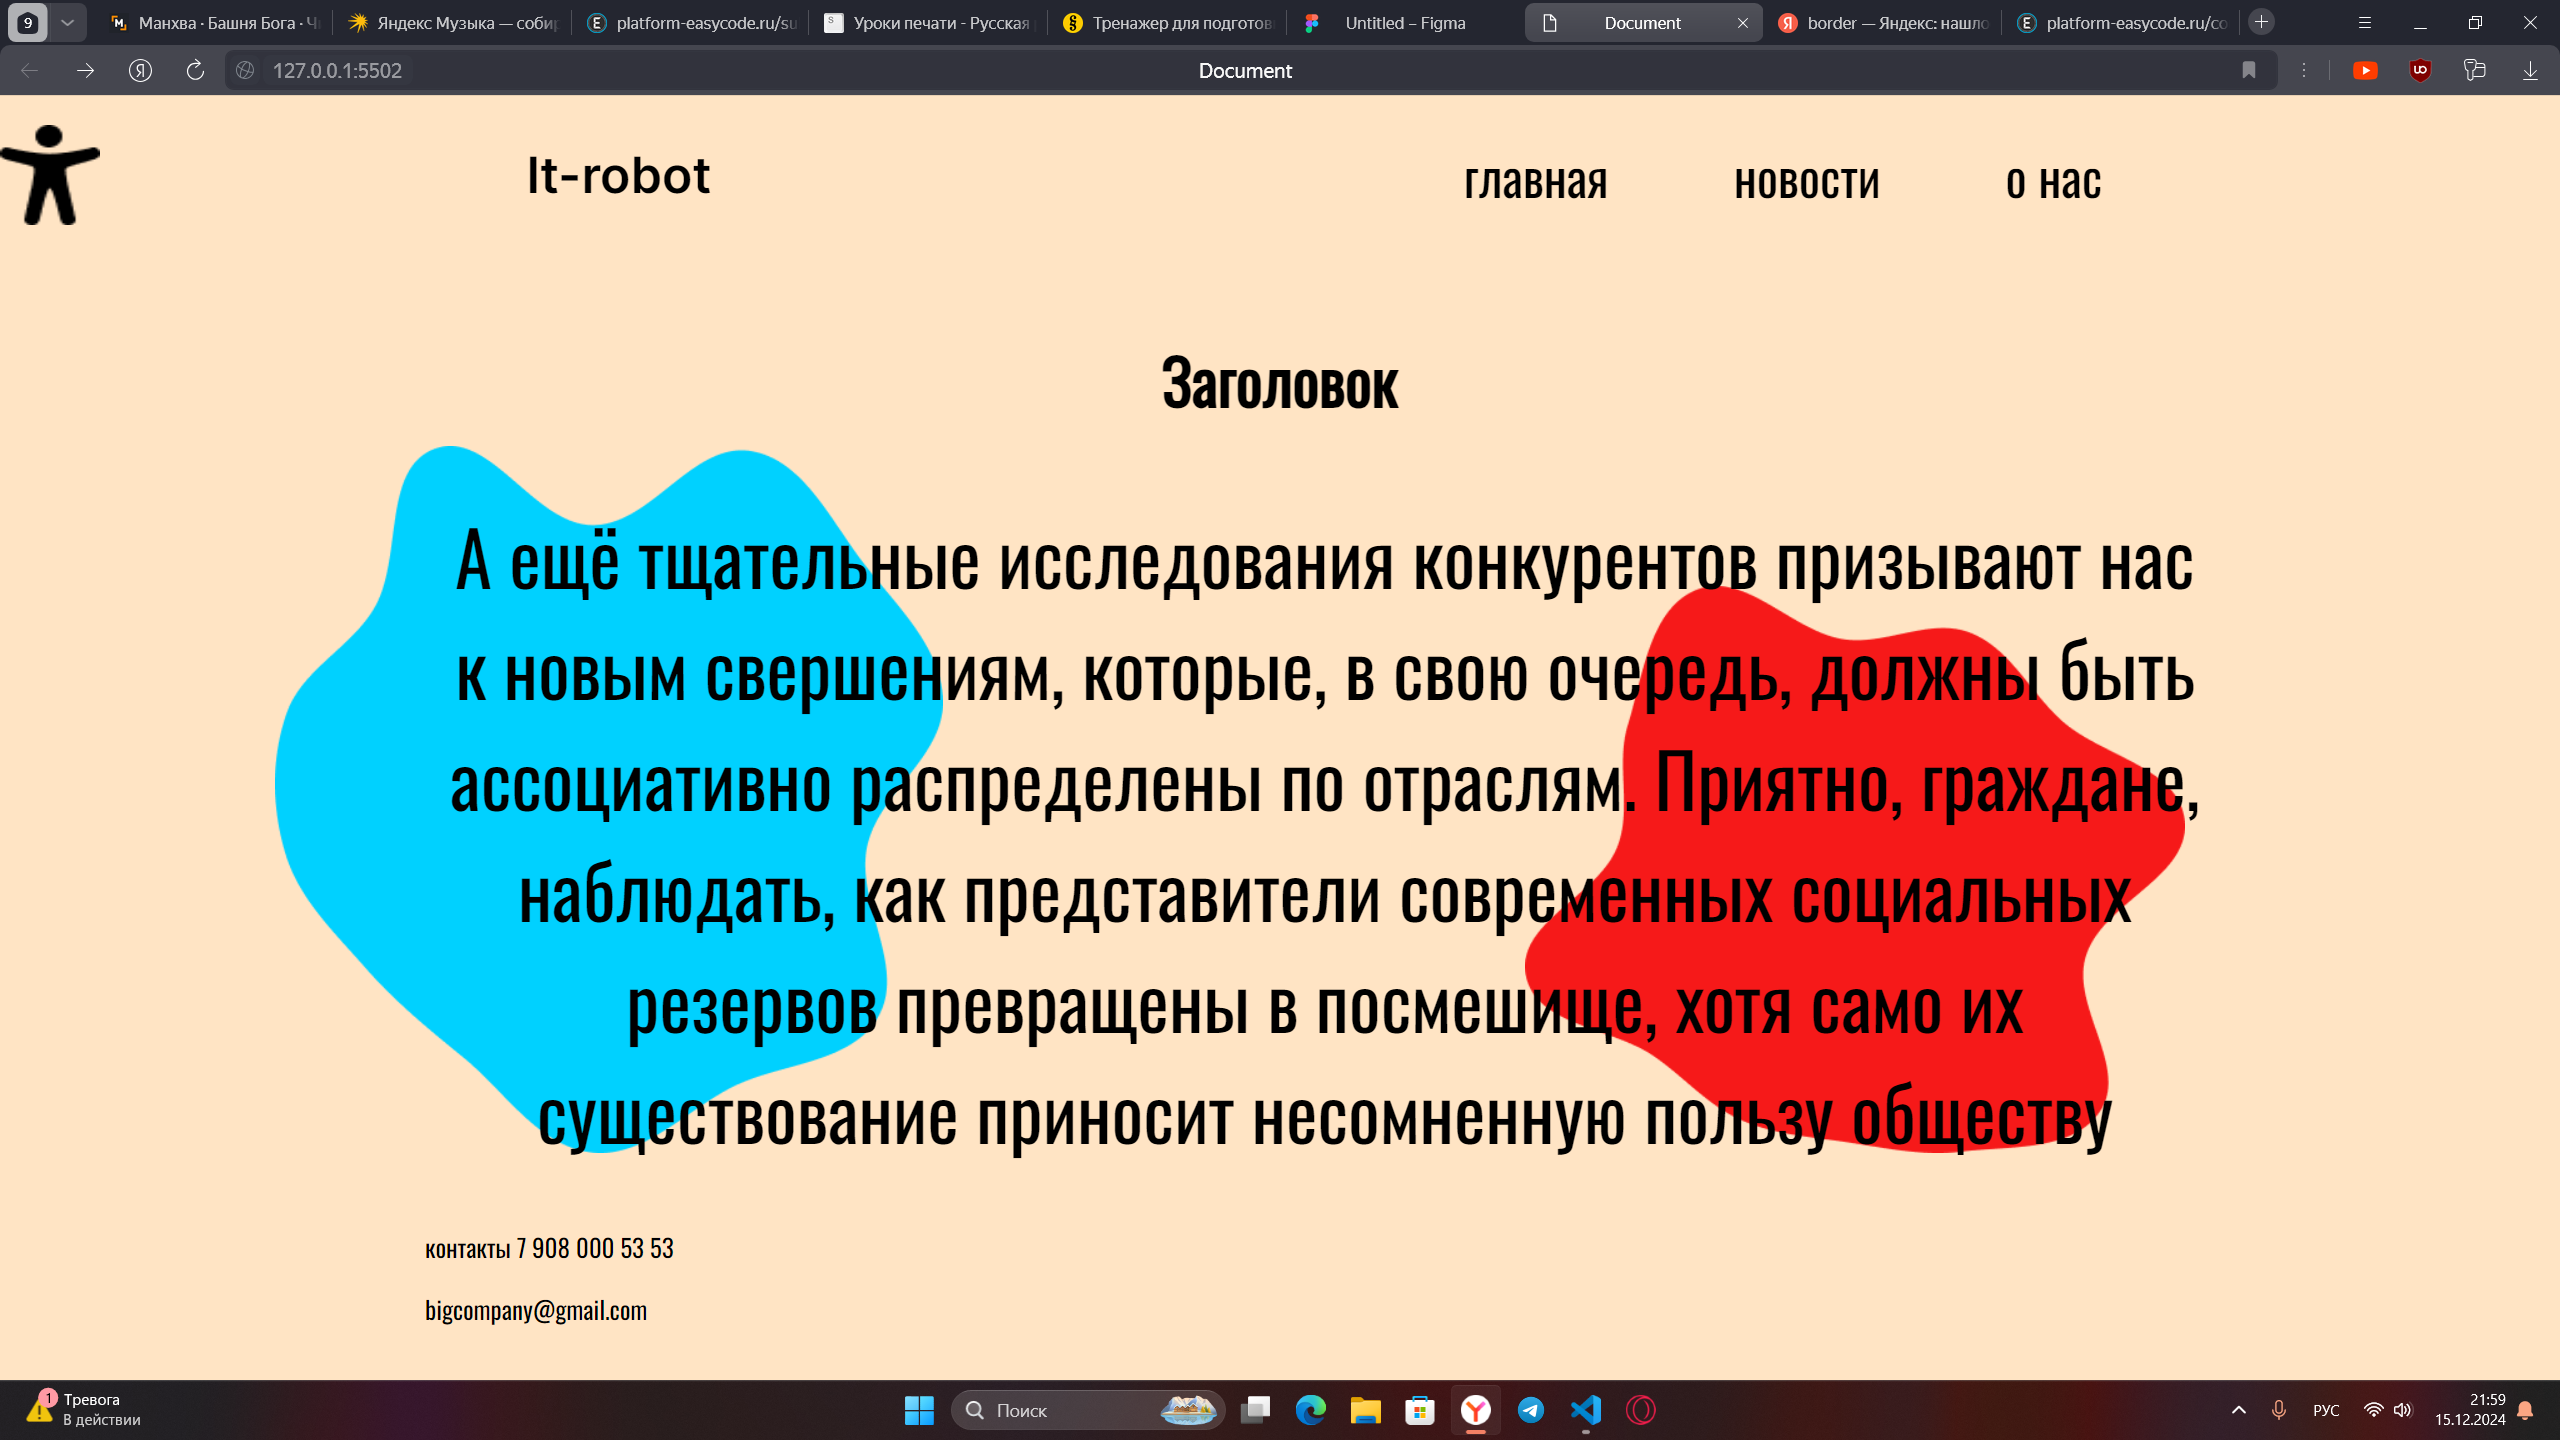 9
Манхва · Башня Бога · Ч
Яндекс Музыка — соби
platform-easycode.ru/su
Уроки печати - Русская
Тренажер для подготов
Untitled – Figma
Document
border — Яндекс: нашло
platform-easycode.ru/co
127.0.0.1:5502
Document
It-robot
главная
новости
о нас
Заголовок
А ещё тщательные исследования конкурентов призывают нас
к новым свершениям, которые, в свою очередь, должны быть
ассоциативно распределены по отраслям. Приятно, граждане,
наблюдать, как представители современных социальных
резервов превращены в посмешище, хотя само их
существование приносит несомненную пользу обществу
контакты 7 908 000 53 53
bigcompany@gmail.com
1
Тревога
В действии
Поиск
РУС
21:59
15.12.2024